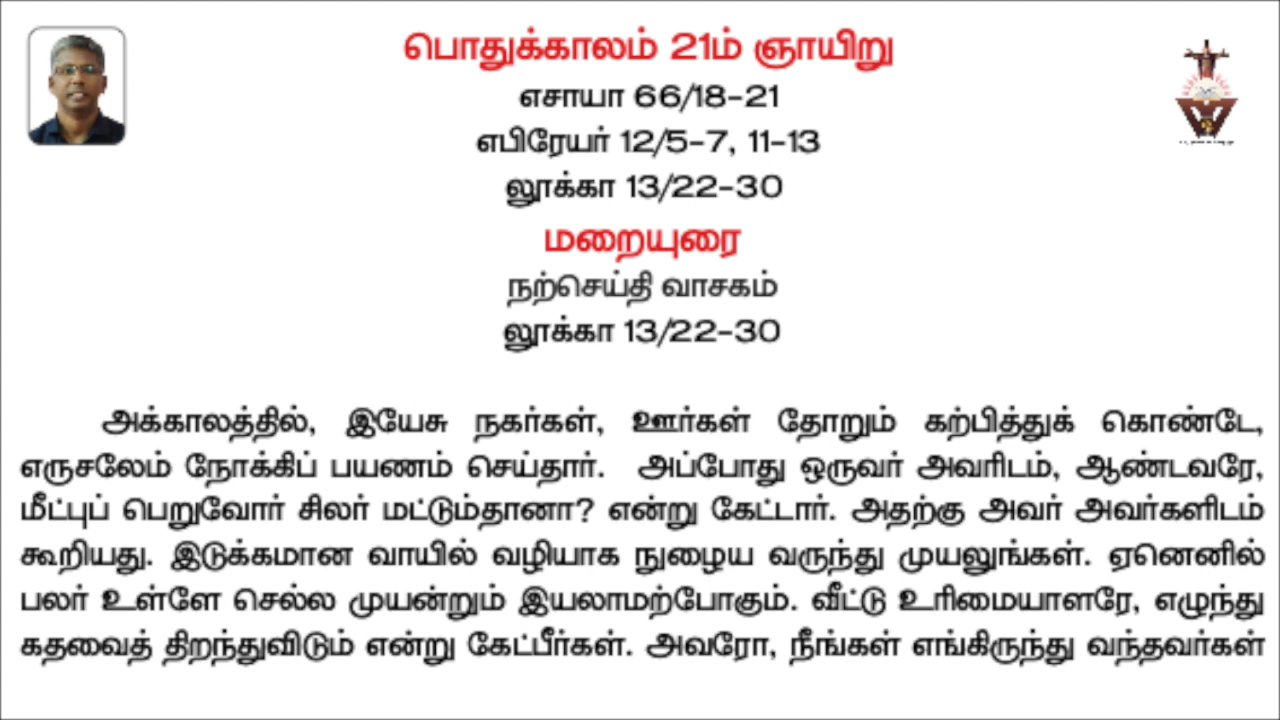 பொதுக்காலம் 21ம் ஞாயிறு
எசாயா 66/18-21
எபிரேயர் 12/5-7, 11-13
லூக்கா 13/22-30
மறையுரை
நற்செய்தி வாசகம்
லூக்கா 13/22-30
அக்காலத்தில், இயேசு நகர்கள், ஊர்கள் தோறும் கற்பித்துக் கொண்டே,
எருசலேம் நோக்கிப் பயணம் செய்தார். அப்போது ஒருவர் அவரிடம், ஆண்டவரே,
மீட்புப் பெறுவோர் சிலர் மட்டும்தானா? என்று கேட்டார். அதற்கு அவர் அவர்களிடம்
கூறியது. இடுக்கமான வாயில் வழியாக நுழைய வருந்து முயலுங்கள். ஏனெனில்
பலர் உள்ளே செல்ல முயன்றும் இயலாமற்போகும். வீட்டு உரிமையாளரே, எழுந்து
கதவைத் திறந்துவிடும் என்று கேட்பீர்கள். அவரோ, நீங்கள் எங்கிருந்து வந்தவர்கள்